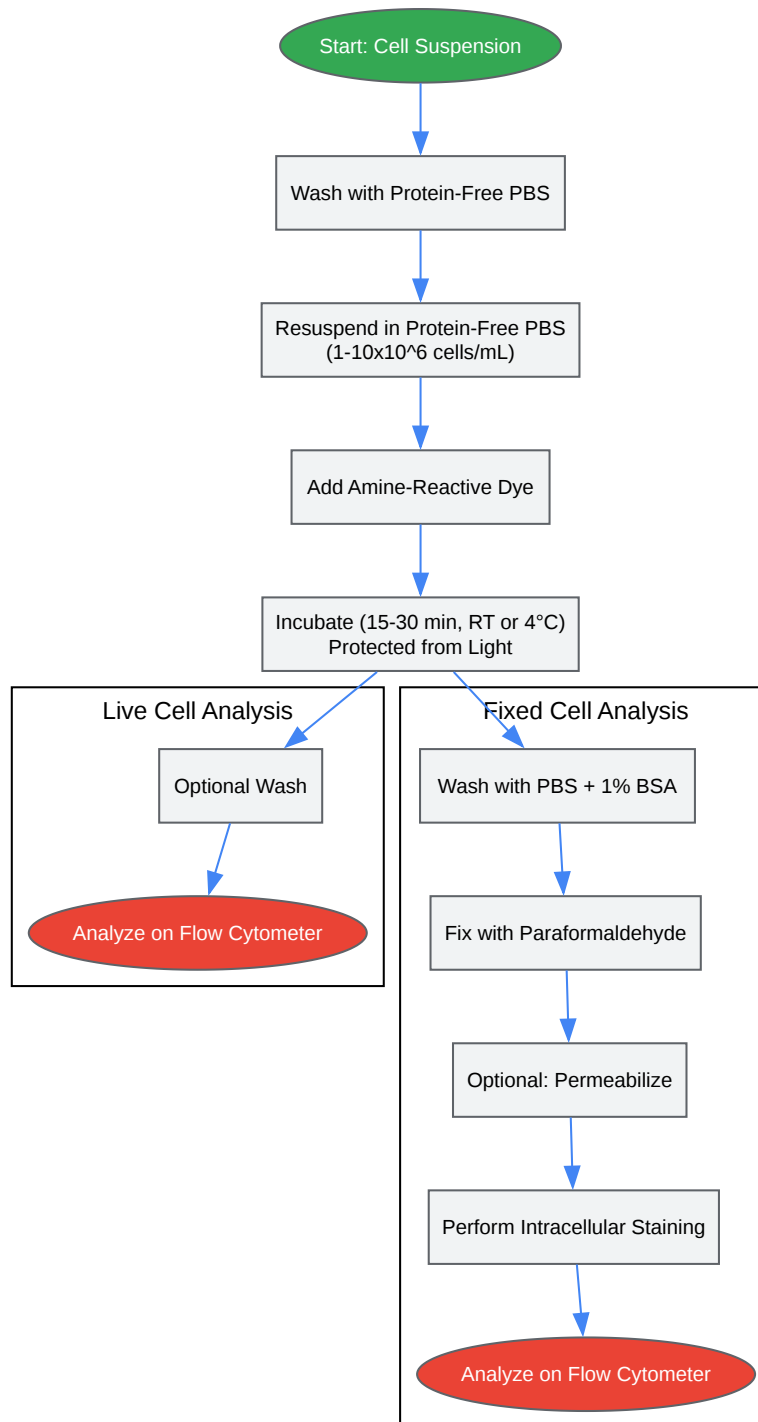 Start: Cell Suspension
Wash with Protein-Free PBS
Resuspend in Protein-Free PBS
(1-10x10^6 cells/mL)
Add Amine-Reactive Dye
Incubate (15-30 min, RT or 4°C)
Protected from Light
Live Cell Analysis
Optional Wash
Analyze on Flow Cytometer
Fixed Cell Analysis
Wash with PBS + 1% BSA
Fix with Paraformaldehyde
Optional: Permeabilize
Perform Intracellular Staining
Analyze on Flow Cytometer